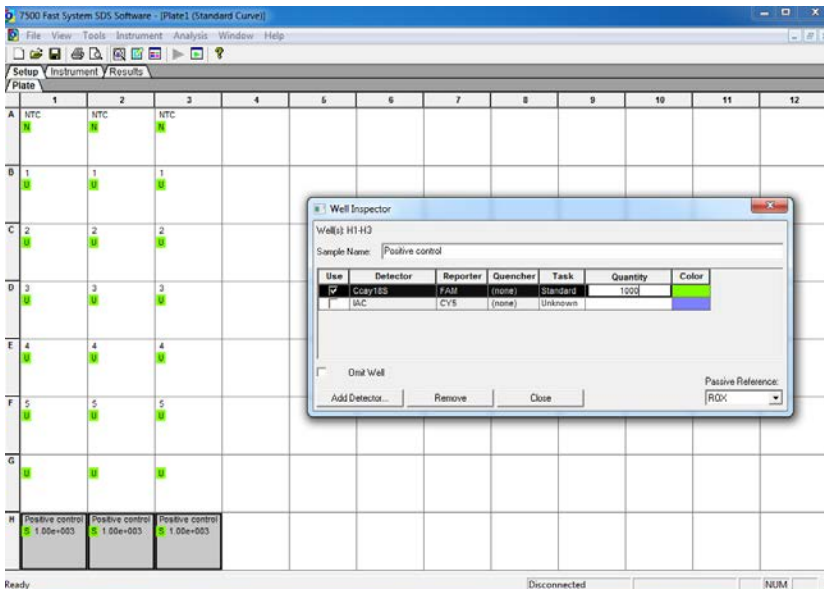 7500 Fast System SDS Software - [Plate1 (Standard Curve)]
File View Tools Instrument Analysis Window Help
Setup Instrument Results
Plate
1 2 3 4 5 6 7 8 9 10 11 12
A NTC NTC NTC
N N N
B 1 1 1
U U U
Well Inspector
Well(s): H1-H3
Sample Name: Positive control
Use Detector Reporter Quencher Task Quantity Color
Ccay18S FAM (none) Standard 1000
IAC CY5 (none) Unknown
Omit Well
Passive Reference:
Add Detector... Remove Close ROX
C 2 2 2
U U U
D 3 3 3
U U U
E 4 4 4
U U U
F 5 5 5
U U U
G
U U U
H Positive control Positive control Positive control
S 1.00e+003 S 1.00e+003 S 1.00e+003
Ready Disconnected NUM